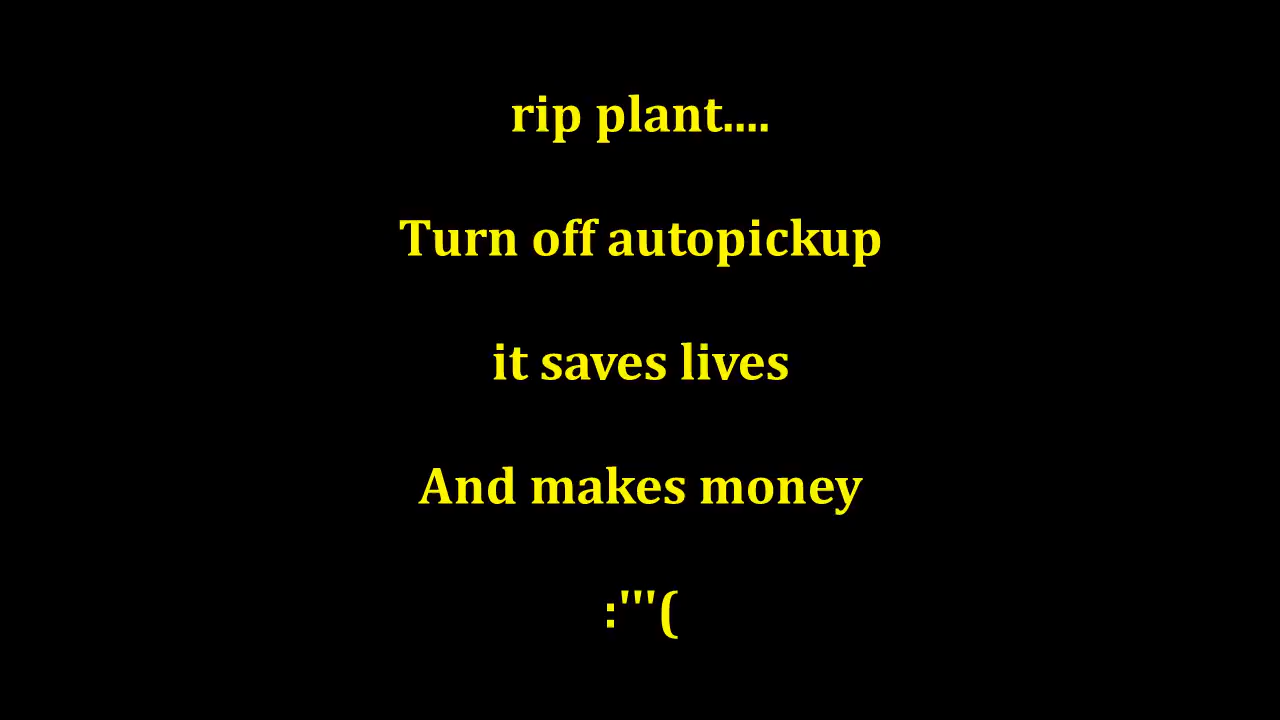 rip plant....
Turn off autopickup
it saves lives
And makes money
:'''(